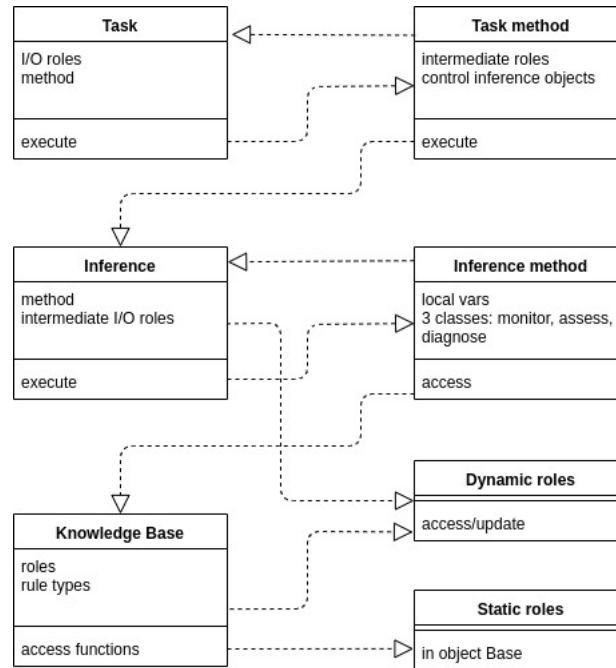 Task
I/O roles
method
execute
Task method
intermediate roles
control inference objects
execute
Inference
method
intermediate I/O roles
execute
Inference method
local vars
3 classes: monitor, assess,
diagnose
access
Dynamic roles
access/update
Knowledge Base
roles
rule types
access functions
Static roles
in object Base